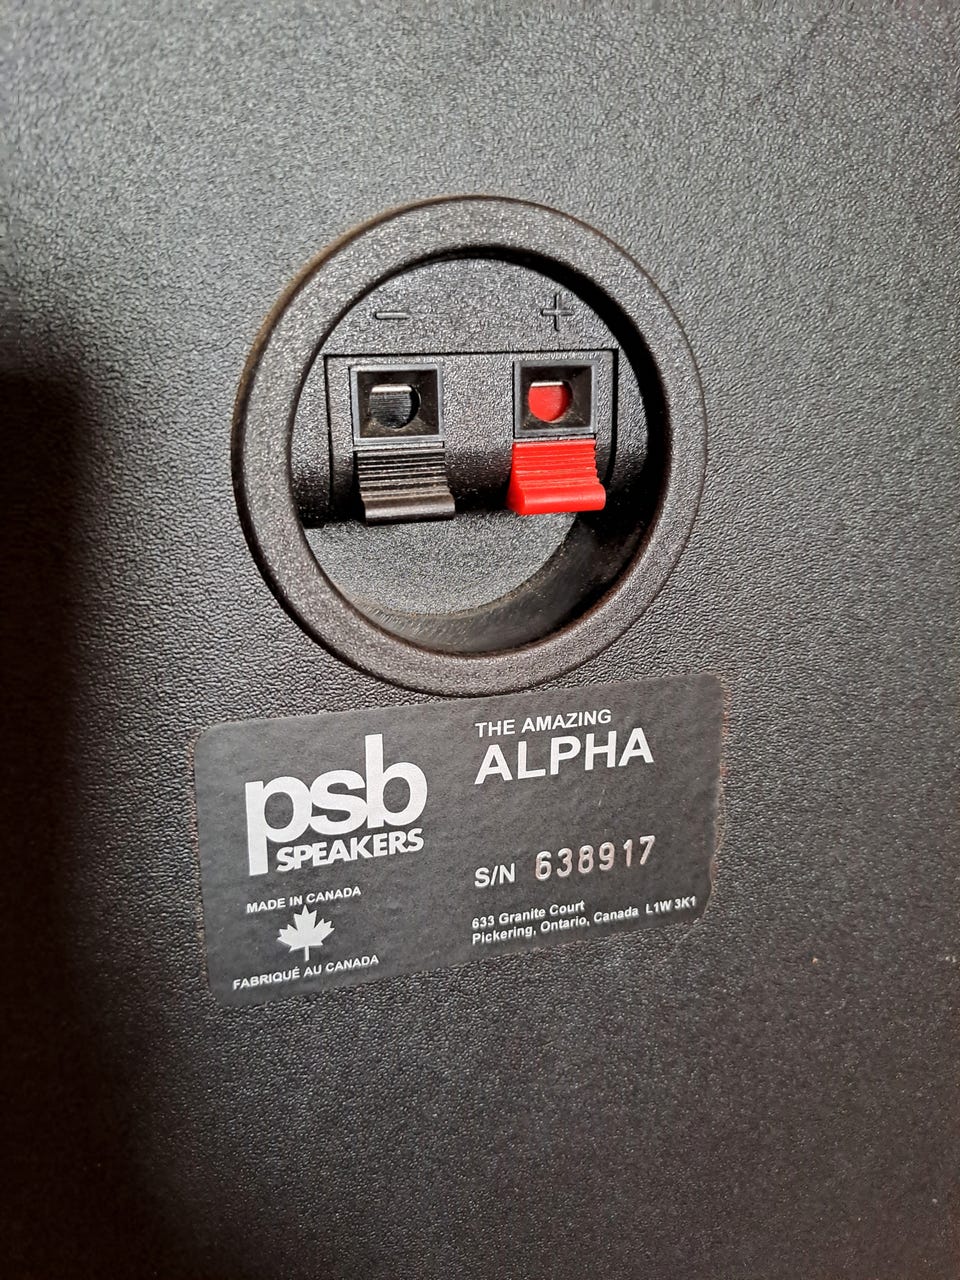 − +
psb
SPEAKERS
MADE IN CANADA
FABRIQUÉ AU CANADA
THE AMAZING
ALPHA
S/N 638917
633 Granite Court
Pickering, Ontario, Canada L1W 3K1